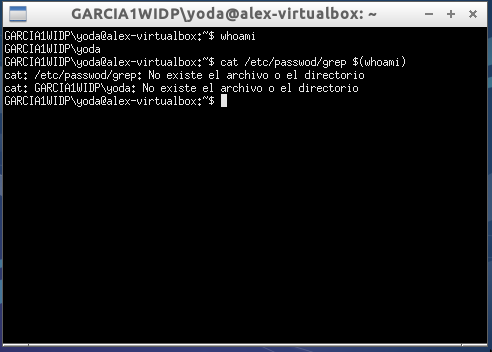 GARCIA1WIDP\yoda@alex-virtualbox: ~
GARCIA1WIDP\yoda@alex-virtualbox:~$ whoami
GARCIA1WIDP\yoda
GARCIA1WIDP\yoda@alex-virtualbox:~$ cat /etc/passwod/grep $(whoami)
cat: /etc/passwod/grep: No existe el archivo o el directorio
cat: GARCIA1WIDP\yoda: No existe el archivo o el directorio
GARCIA1WIDP\yoda@alex-virtualbox:~$